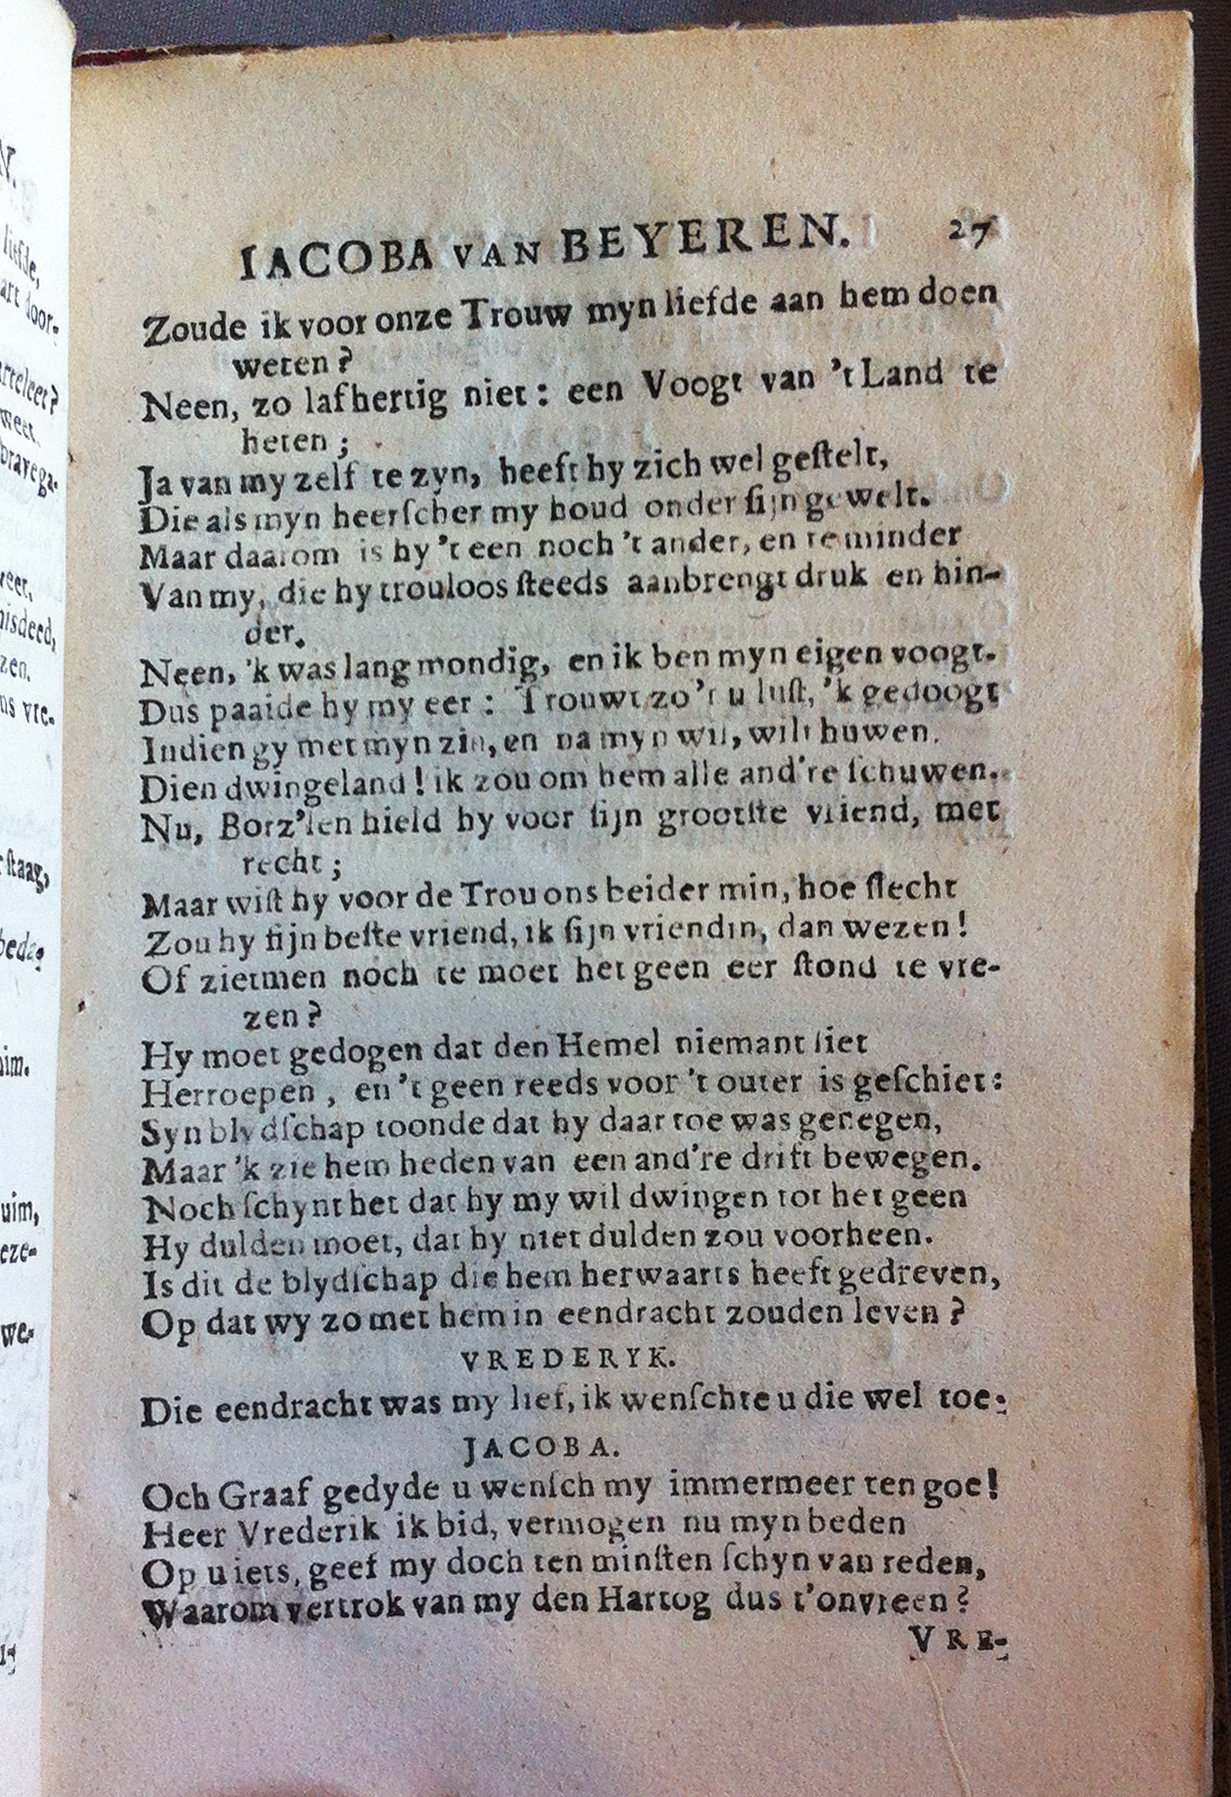 IACOBA VAN BEYEREN. 27
Zoude ik voor onze Trouw myn liefde aan hem doen
weten?
Neen, zo lafhertig niet: een Voogt van 't Land te
heten;
Ja van my zelf te zyn, heeft hy zich wel geſtelt,
Die als myn heerſcher my houd onder ſijn gewelt.
Maar daarom is hy 't een noch 't ander, en te minder
Van my, die hy trouloos ſteeds aanbrengt druk en hin-
der.
Neen, 'k was lang mondig, en ik ben myn eigen voogt.
Dus paaide hy my eer: Trouwt zo 't u luſt, 'k gedoogt
Indien gy met myn zin, en na myn wil, wilt huwen.
Dien dwingeland! ik zou om hem alle and're ſchuwen.
Nu, Borz'len hield hy voor ſijn grootſte vriend, met
recht;
Maar wiſt hy voor de Trou ons beider min, hoe ſlecht
Zou hy ſijn beſte vriend, ik ſijn vriendin, dan wezen!
Of zietmen noch te moet het geen eer ſtond te vre-
zen?
Hy moet gedogen dat den Hemel niemant liet
Herroepen, en 't geen reeds voor 't outer is geſchiet:
Syn blydſchap toonde dat hy daar toe was genegen,
Maar 'k zie hem heden van een and're drift bewegen.
Noch ſchynt het dat hy my wil dwingen tot het geen
Hy dulden moet, dat hy niet dulden zou voorheen.
Is dit de blydſchap die hem herwaarts heeft gedreven,
Op dat wy zo met hem in eendracht zouden leven?
VREDERYK.
Die eendracht was my lief, ik wenſchte u die wel toe.
JACOBA.
Och Graaf gedyde u wenſch my immermeer ten goe!
Heer Vrederik ik bid, vermogen nu myn beden
Op u iets, geef my doch ten minſten ſchyn van reden,
Waarom vertrok van my den Hartog dus t'onvreen?
VRE-